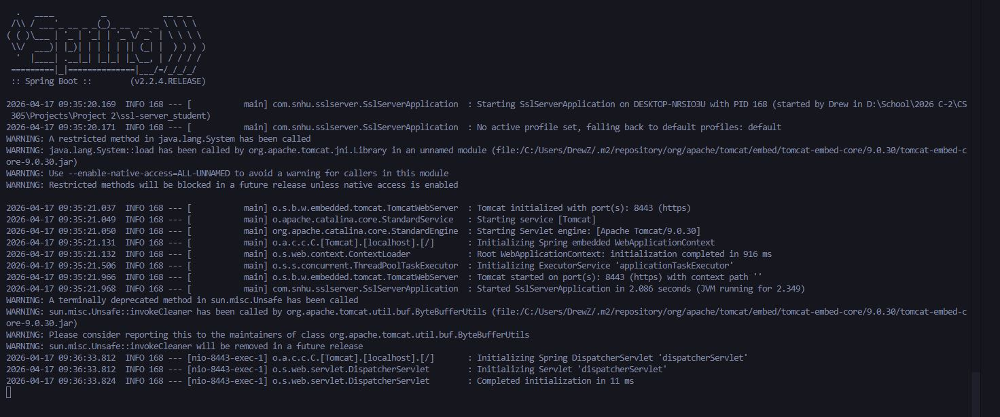 .   ____          _            __ _ _
 /\\ / ___'_ __ _ _(_)_ __  __ _ \ \ \ \
( ( )\___ | '_ | '_| | '_ \/ _` | \ \ \ \
 \\/  ___)| |_)| | | | | || (_| |  ) ) ) )
  '  |____| .__|_| |_|_| |_\__, | / / / /
 =========|_|==============|___/=/_/_/_/
 :: Spring Boot ::        (v2.2.4.RELEASE)

2026-04-17 09:35:20.169  INFO 168 --- [           main] com.snhu.sslserver.SslServerApplication  : Starting SslServerApplication on DESKTOP-NRSIO3U with PID 168 (started by Drew in D:\School\2026 C-2\CS
 305\Projects\Project 2\ssl-server_student)
2026-04-17 09:35:20.171  INFO 168 --- [           main] com.snhu.sslserver.SslServerApplication  : No active profile set, falling back to default profiles: default
WARNING: A restricted method in java.lang.System has been called
WARNING: java.lang.System::load has been called by org.apache.tomcat.jni.Library in an unnamed module (file:/C:/Users/DrewZ/.m2/repository/org/apache/tomcat/embed/tomcat-embed-core/9.0.30/tomcat-embed-c
ore-9.0.30.jar)
WARNING: Use --enable-native-access=ALL-UNNAMED to avoid a warning for callers in this module
WARNING: Restricted methods will be blocked in a future release unless native access is enabled

2026-04-17 09:35:21.037  INFO 168 --- [           main] o.s.b.w.embedded.tomcat.TomcatWebServer  : Tomcat initialized with port(s): 8443 (https)
2026-04-17 09:35:21.049  INFO 168 --- [           main] o.apache.catalina.core.StandardService   : Starting service [Tomcat]
2026-04-17 09:35:21.050  INFO 168 --- [           main] org.apache.catalina.core.StandardEngine  : Starting Servlet engine: [Apache Tomcat/9.0.30]
2026-04-17 09:35:21.131  INFO 168 --- [           main] o.a.c.c.C.[Tomcat].[localhost].[/]       : Initializing Spring embedded WebApplicationContext
2026-04-17 09:35:21.132  INFO 168 --- [           main] o.s.web.context.ContextLoader            : Root WebApplicationContext: initialization completed in 916 ms
2026-04-17 09:35:21.506  INFO 168 --- [           main] o.s.s.concurrent.ThreadPoolTaskExecutor  : Initializing ExecutorService 'applicationTaskExecutor'
2026-04-17 09:35:21.966  INFO 168 --- [           main] o.s.b.w.embedded.tomcat.TomcatWebServer  : Tomcat started on port(s): 8443 (https) with context path ''
2026-04-17 09:35:21.968  INFO 168 --- [           main] com.snhu.sslserver.SslServerApplication  : Started SslServerApplication in 2.086 seconds (JVM running for 2.349)
WARNING: A terminally deprecated method in sun.misc.Unsafe has been called
WARNING: sun.misc.Unsafe::invokeCleaner has been called by org.apache.tomcat.util.buf.ByteBufferUtils (file:/C:/Users/DrewZ/.m2/repository/org/apache/tomcat/embed/tomcat-embed-core/9.0.30/tomcat-embed-c
ore-9.0.30.jar)
WARNING: Please consider reporting this to the maintainers of class org.apache.tomcat.util.buf.ByteBufferUtils
WARNING: sun.misc.Unsafe::invokeCleaner will be removed in a future release
2026-04-17 09:36:33.812  INFO 168 --- [nio-8443-exec-1] o.a.c.c.C.[Tomcat].[localhost].[/]       : Initializing Spring DispatcherServlet 'dispatcherServlet'
2026-04-17 09:36:33.812  INFO 168 --- [nio-8443-exec-1] o.s.web.servlet.DispatcherServlet        : Initializing Servlet 'dispatcherServlet'
2026-04-17 09:36:33.824  INFO 168 --- [nio-8443-exec-1] o.s.web.servlet.DispatcherServlet        : Completed initialization in 11 ms